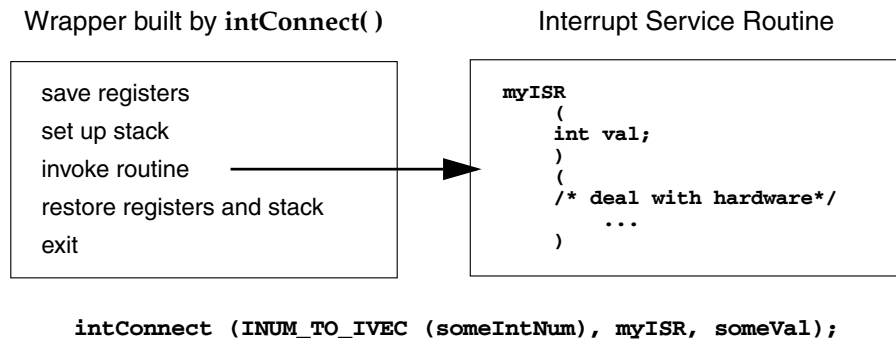 Wrapper built by intConnect( )
save registers
set up stack
invoke routine
restore registers and stack
exit
Interrupt Service Routine
myISR
(
int val;
)
(
/* deal with hardware*/
...
)
intConnect (INUM_TO_IVEC (someIntNum), myISR, someVal);